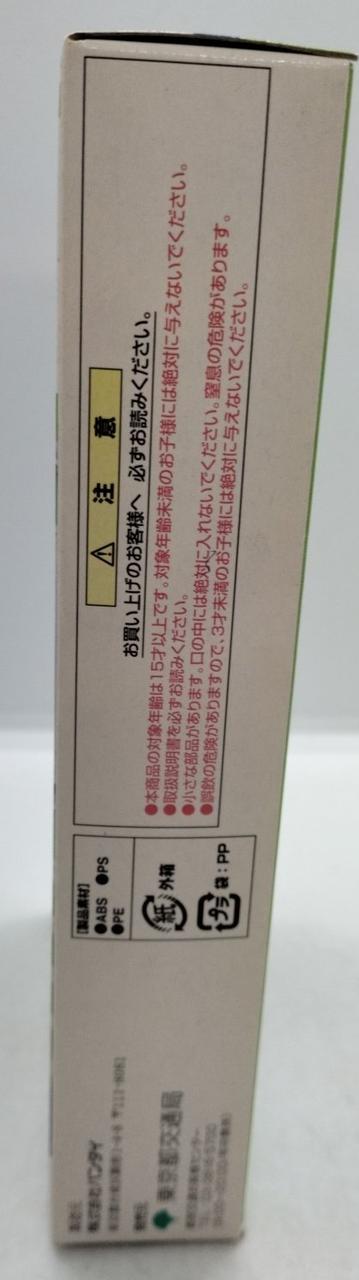 ⚠ 注 意
お買い上げのお客様へ 必ずお読みください。
●本商品の対象年齢は15才以上です。対象年齢未満のお子様には絶対に与えないでください。
●取扱説明書を必ずお読みください。
●小さな部品があります。口の中には絶対に入れないでください。窒息の危険があります。
●誤飲の危険がありますので、3才未満のお子様には絶対に与えないでください。
[製品素材]
●ABS ●PS
●PE
紙 外箱
プラ 袋:PP
株式会社バンダイ
〒111-8081
東京都交通局